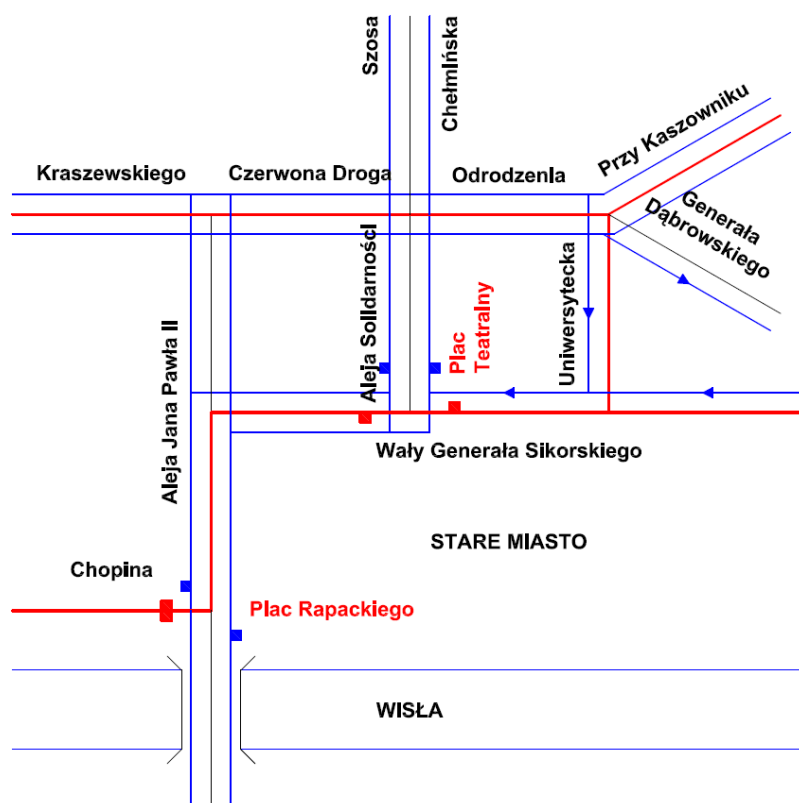 Szosa
Chełmińska
Przy Kaszowniku
Kraszewskiego
Czerwona Droga
Odrodzenia
Generała
Dąbrowskiego
Aleja Solidarności
Plac
Teatralny
Uniwersytecka
Aleja Jana Pawła II
Wały Generała Sikorskiego
STARE MIASTO
Chopina
Plac Rapackiego
WISŁA